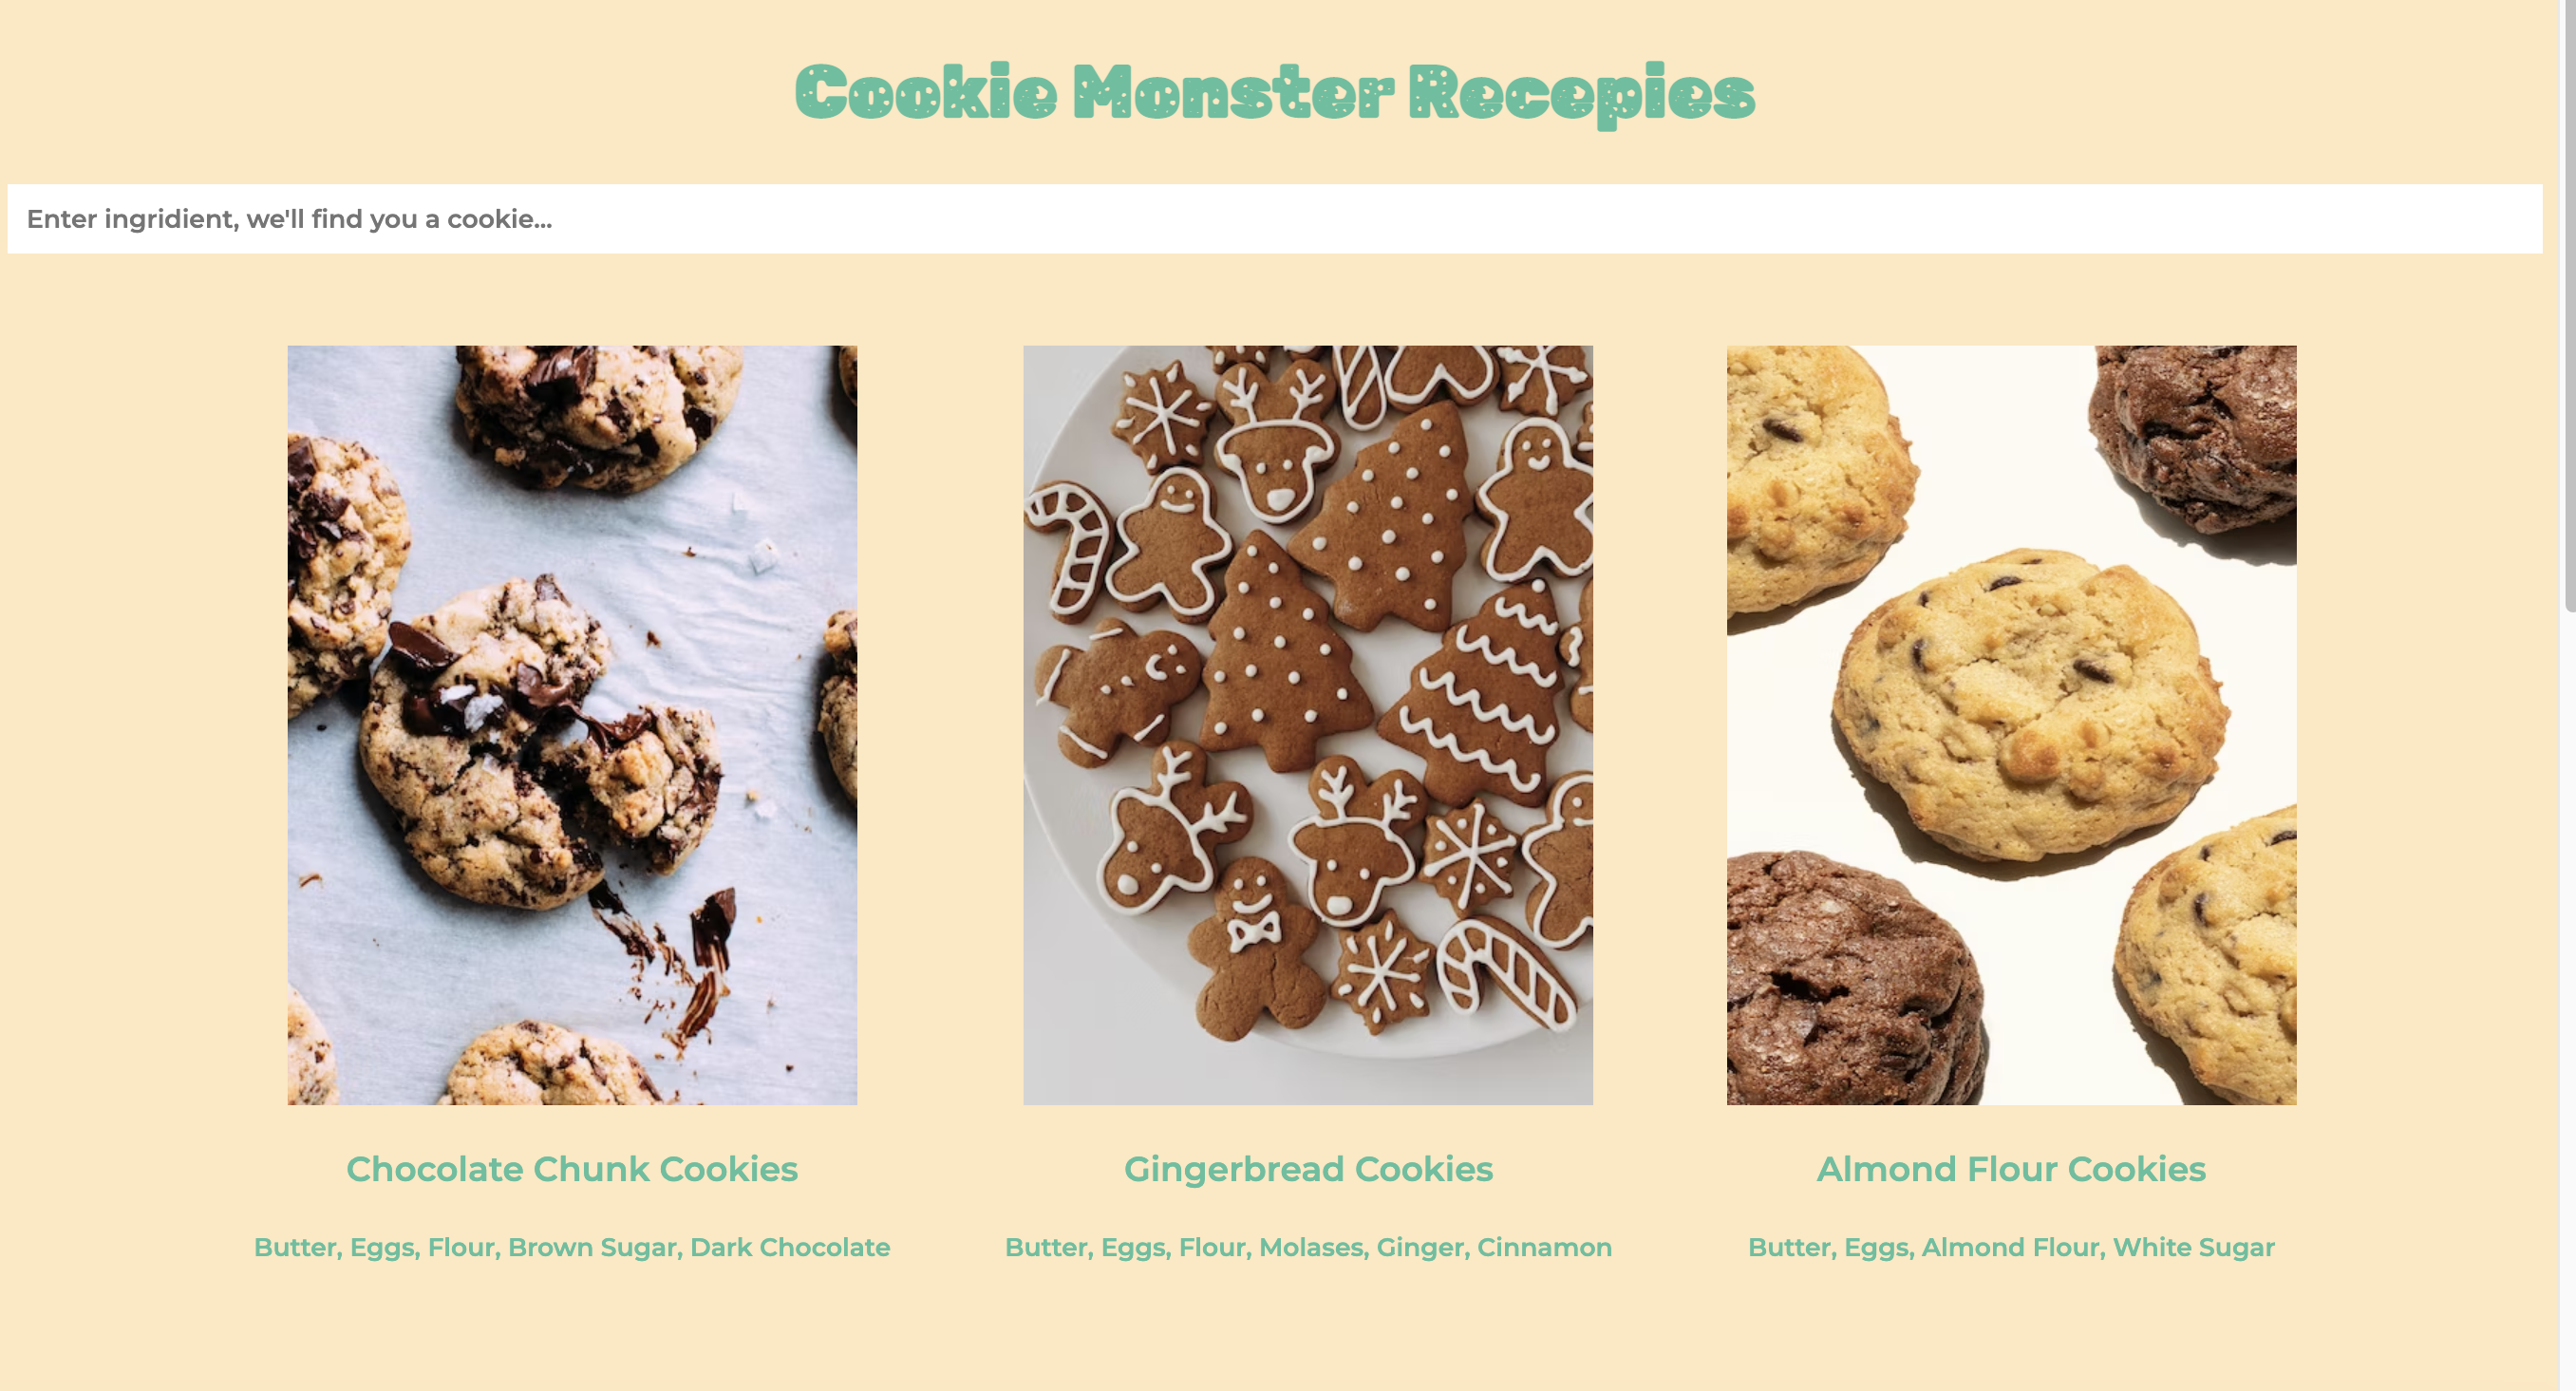 Cookie Monster Recepies
Enter ingridient, we'll find you a cookie...
Chocolate Chunk Cookies
Butter, Eggs, Flour, Brown Sugar, Dark Chocolate
Gingerbread Cookies
Butter, Eggs, Flour, Molases, Ginger, Cinnamon
Almond Flour Cookies
Butter, Eggs, Almond Flour, White Sugar